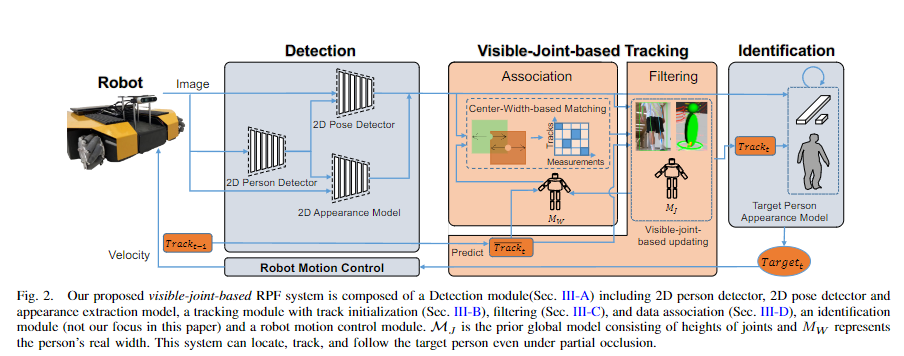 Detection
Visible-Joint-based Tracking
Identification
Robot
Image
2D Pose Detector
2D Person Detector
2D Appearance Model
Association
Center-Width-based Matching
Tracks
Measurements
M_W
Filtering
M_J
Visible-joint-
based updating
Track_t
Target Person
Appearance Model
Track_{t−1}
Predict
Track_t
Velocity
Robot Motion Control
Target_t
Fig. 2. Our proposed visible-joint-based RPF system is composed of a Detection module(Sec. III-A) including 2D person detector, 2D pose detector and
appearance extraction model, a tracking module with track initialization (Sec. III-B), filtering (Sec. III-C), and data association (Sec. III-D), an identification
module (not our focus in this paper) and a robot motion control module. M_J is the prior global model consisting of heights of joints and M_W represents
the person's real width. This system can locate, track, and follow the target person even under partial occlusion.